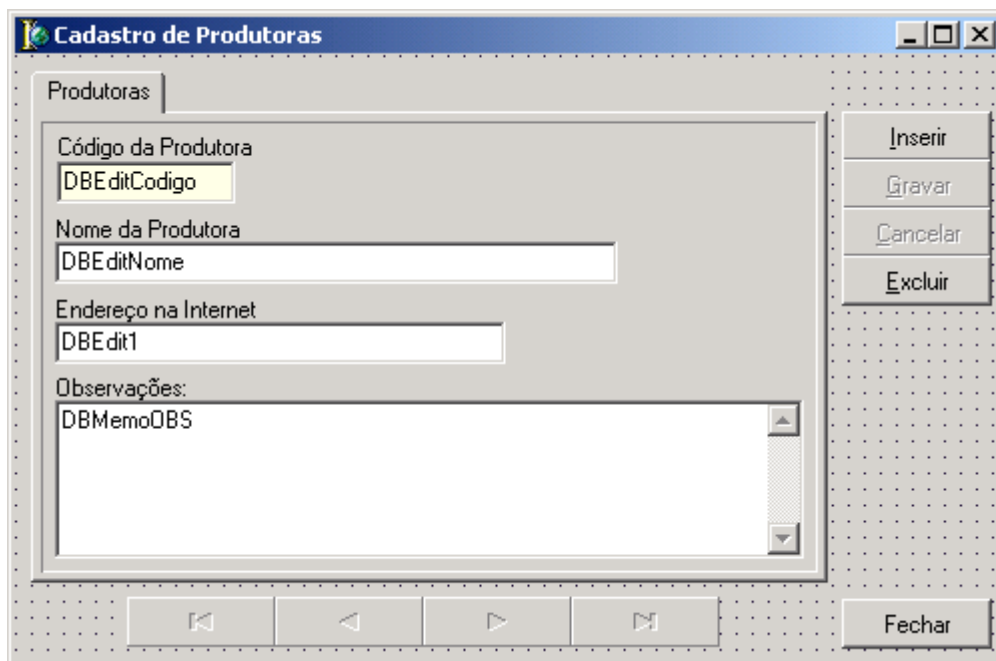 Cadastro de Produtoras
Produtoras
Código da Produtora
DBEditCodigo
Nome da Produtora
DBEditNome
Endereço na Internet
DBEdit1
Observações:
DBMemoOBS
Inserir
Gravar
Cancelar
Excluir
Fechar